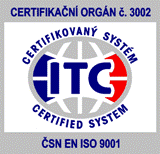 CERTIFIKAČNÍ ORGÁN č. 3002
CERTIFIKOVANÝ SYSTÉM
ITC
CERTIFIED SYSTEM
ČSN EN ISO 9001